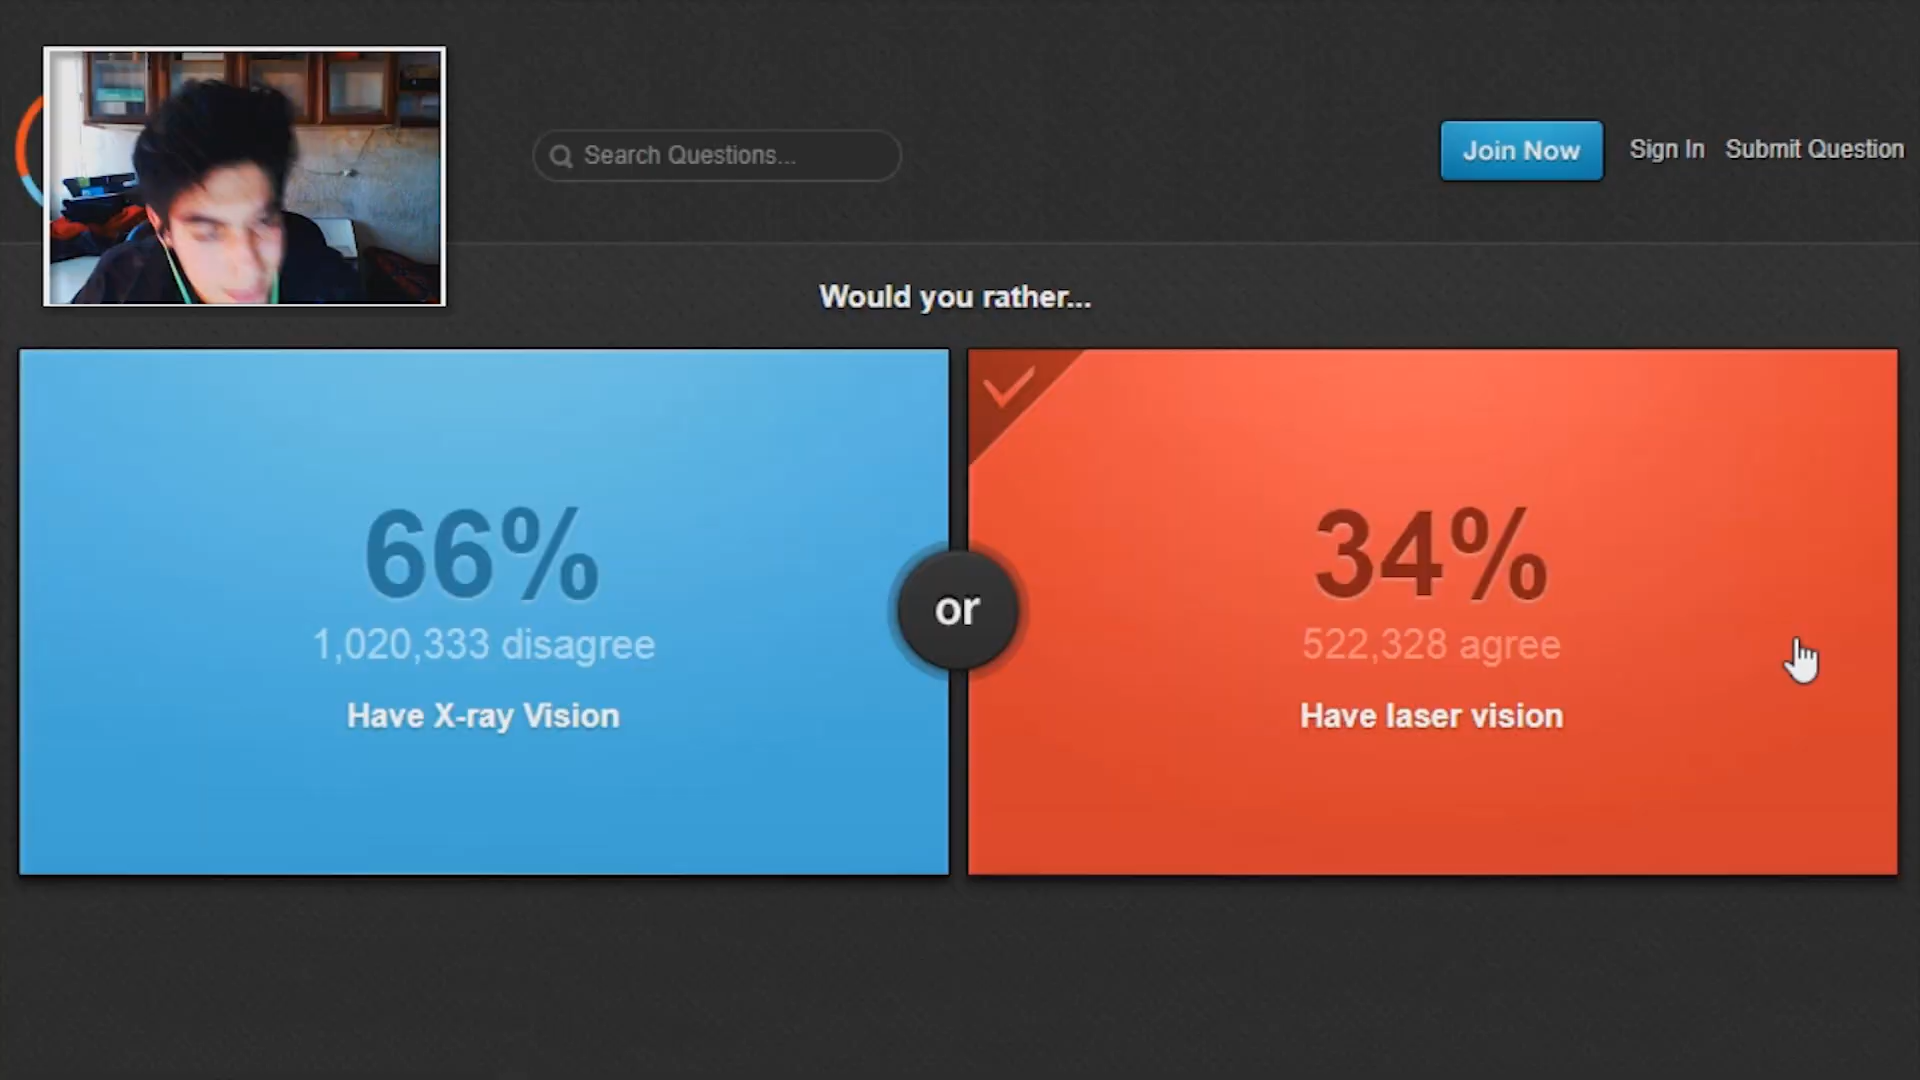 Search Questions...
Join Now
Sign In
Submit Question
Would you rather...
66%
1,020,333 disagree
Have X-ray Vision
or
34%
522,328 agree
Have laser vision